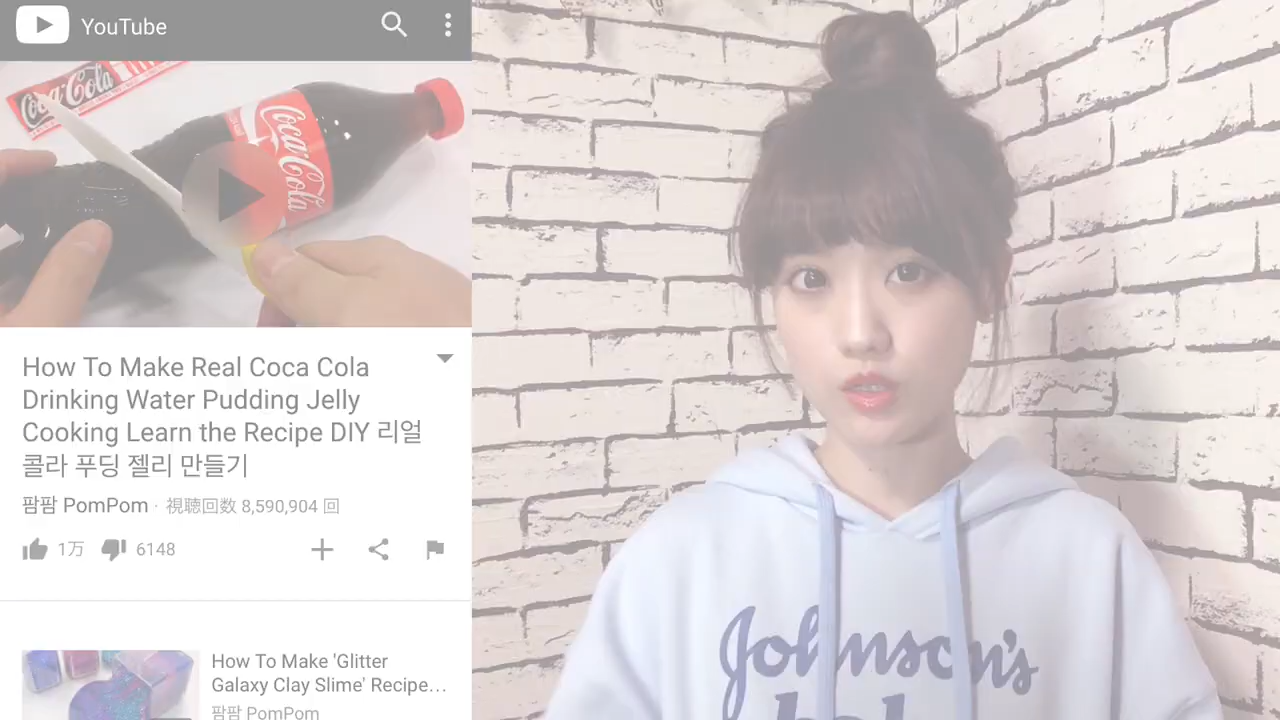 YouTube
Coca-Cola
Coca-Cola
How To Make Real Coca Cola
Drinking Water Pudding Jelly
Cooking Learn the Recipe DIY 리얼
콜라 푸딩 젤리 만들기
팜팜 PomPom · 視聴回数 8,590,904 回
1万 6148
How To Make 'Glitter
Galaxy Clay Slime' Recipe…
팜팜 PomPom
Johnson's